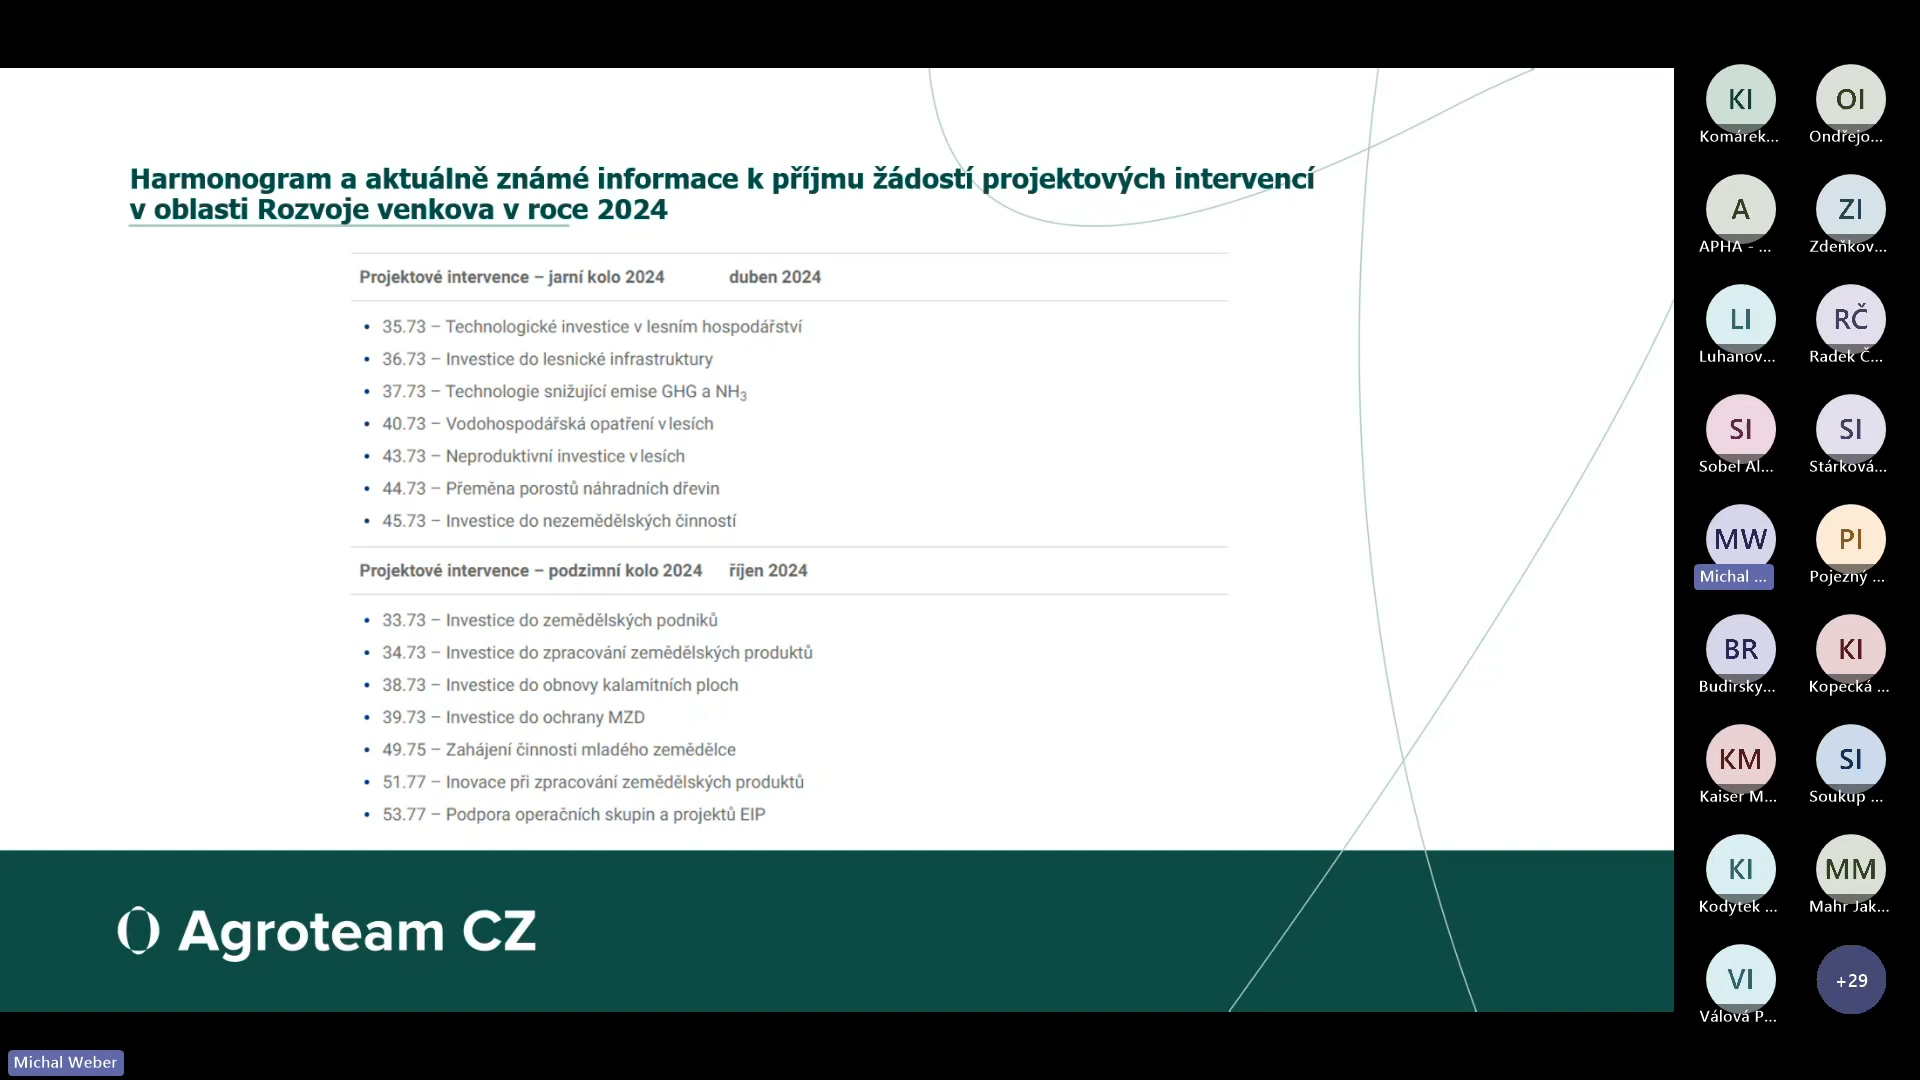 Harmonogram a aktuálně známé informace k příjmu žádostí projektových intervencí
v oblasti Rozvoje venkova v roce 2024
Projektové intervence – jarní kolo 2024 duben 2024
• 35.73 – Technologické investice v lesním hospodářství
• 36.73 – Investice do lesnické infrastruktury
• 37.73 – Technologie snižující emise GHG a NH₃
• 40.73 – Vodohospodářská opatření v lesích
• 43.73 – Neproduktivní investice v lesích
• 44.73 – Přeměna porostů náhradních dřevin
• 45.73 – Investice do nezemědělských činností
Projektové intervence – podzimní kolo 2024 říjen 2024
• 33.73 – Investice do zemědělských podniků
• 34.73 – Investice do zpracování zemědělských produktů
• 38.73 – Investice do obnovy kalamitních ploch
• 39.73 – Investice do ochrany MZD
• 49.75 – Zahájení činnosti mladého zemědělce
• 51.77 – Inovace při zpracování zemědělských produktů
• 53.77 – Podpora operačních skupin a projektů EIP
Agroteam CZ
KI OI
Komárek... Ondřejo...
A ZI
APHA - ... Zdeňkov...
LI RČ
Luhanov... Radek Č...
SI SI
Sobel Al... Stárková...
MW PI
Michal ... Pojezný ...
BR KI
Budirsky... Kopecká ...
KM SI
Kaiser M... Soukup ...
KI MM
Kodytek ... Mahr Jak...
VI +29
Válová P...
Michal Weber